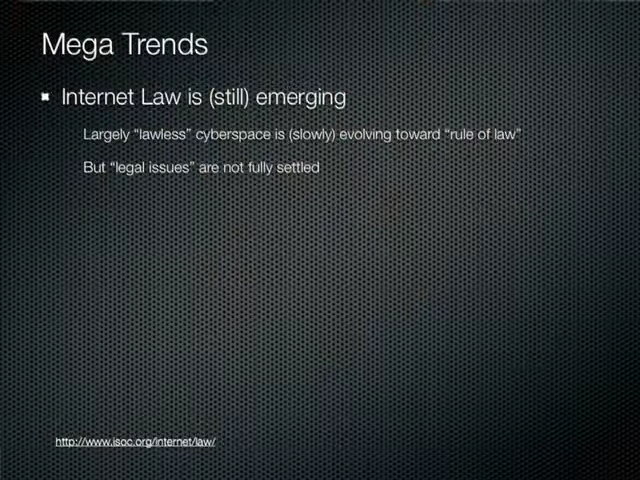 Mega Trends
Internet Law is (still) emerging
Largely “lawless” cyberspace is (slowly) evolving toward “rule of law”
But “legal issues” are not fully settled
http://www.isoc.org/internet/law/